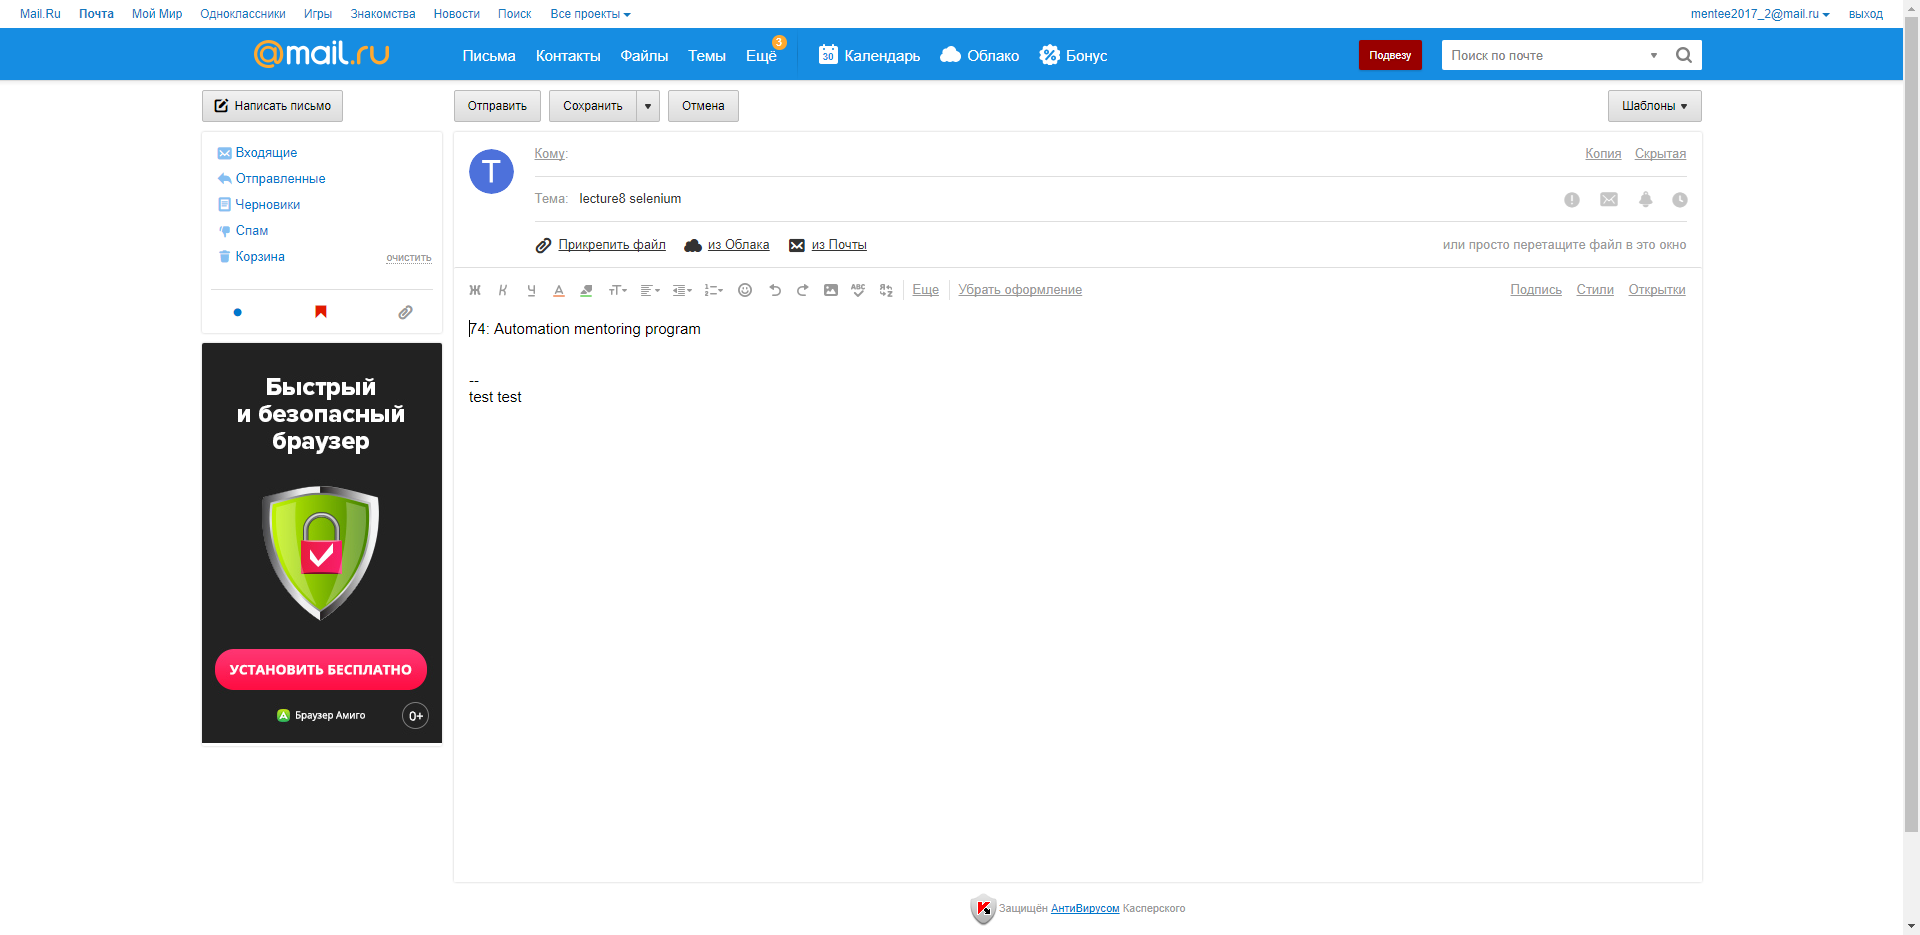 Mail.Ru Почта Мой Мир Одноклассники Игры Знакомства Новости Поиск Все проекты mentee2017_2@mail.ru выход
@mail.ru Письма Контакты Файлы Темы Ещё 3 30 Календарь Облако Бонус Подвезу Поиск по почте
Написать письмо Отправить Сохранить Отмена Шаблоны
Входящие
Отправленные
Черновики
Спам
Корзина очистить
T
Кому: Копия Скрытая
Тема: lecture8 selenium
Прикрепить файл из Облака из Почты или просто перетащите файл в это окно
Ж К Ч А тТ ABC Еще Убрать оформление Подпись Стили Открытки
74: Automation mentoring program
--
test test
Быстрый
и безопасный
браузер
УСТАНОВИТЬ БЕСПЛАТНО
Браузер Амиго 0+
Защищён АнтиВирусом Касперского